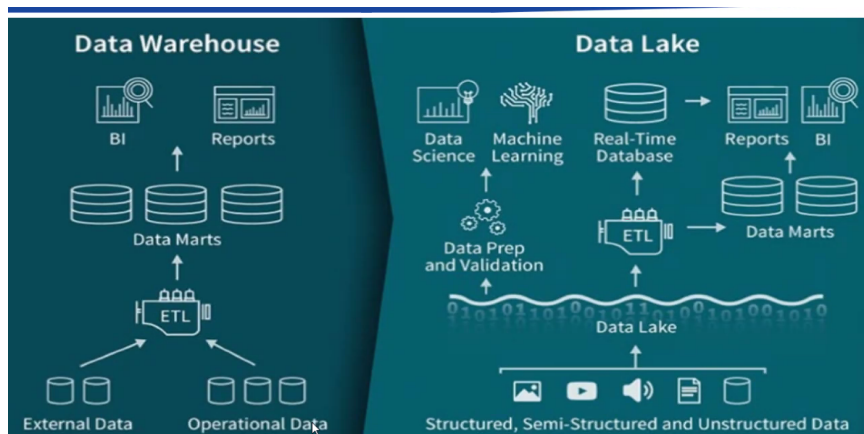 Data Warehouse
BI
Reports
Data Marts
ETL
External Data
Operational Data
Data Lake
Data
Science
Machine
Learning
Real-Time
Database
Reports
BI
Data Prep
and Validation
ETL
Data Marts
Data Lake
Structured, Semi-Structured and Unstructured Data